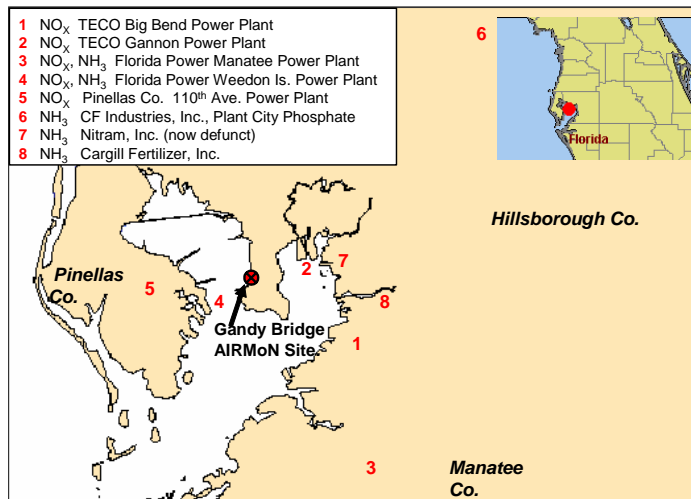 1 NOX TECO Big Bend Power Plant
2 NOX TECO Gannon Power Plant
3 NOX, NH3 Florida Power Manatee Power Plant
4 NOX, NH3 Florida Power Weedon Is. Power Plant
5 NOX Pinellas Co. 110th Ave. Power Plant
6 NH3 CF Industries, Inc., Plant City Phosphate
7 NH3 Nitram, Inc. (now defunct)
8 NH3 Cargill Fertilizer, Inc.
6
Florida
Hillsborough Co.
2
7
Pinellas
Co.
5
4
8
Gandy Bridge
AIRMoN Site
1
3
Manatee
Co.